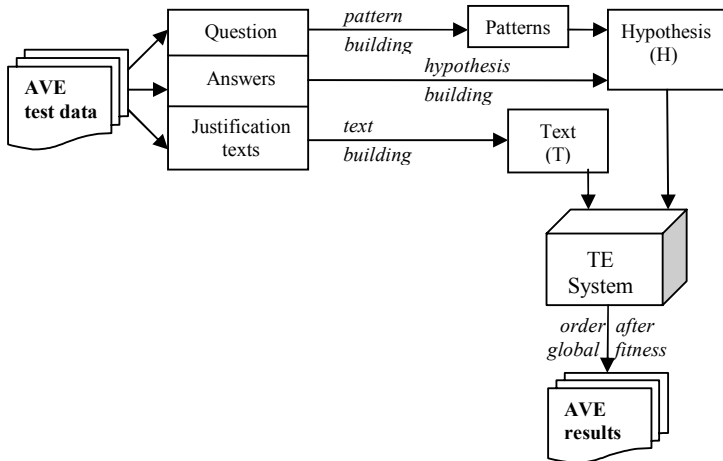 AVE
test data
Question
Answers
Justification
texts
pattern
building
hypothesis
building
text
building
Patterns
Hypothesis
(H)
Text
(T)
TE
System
order after
global fitness
AVE
results